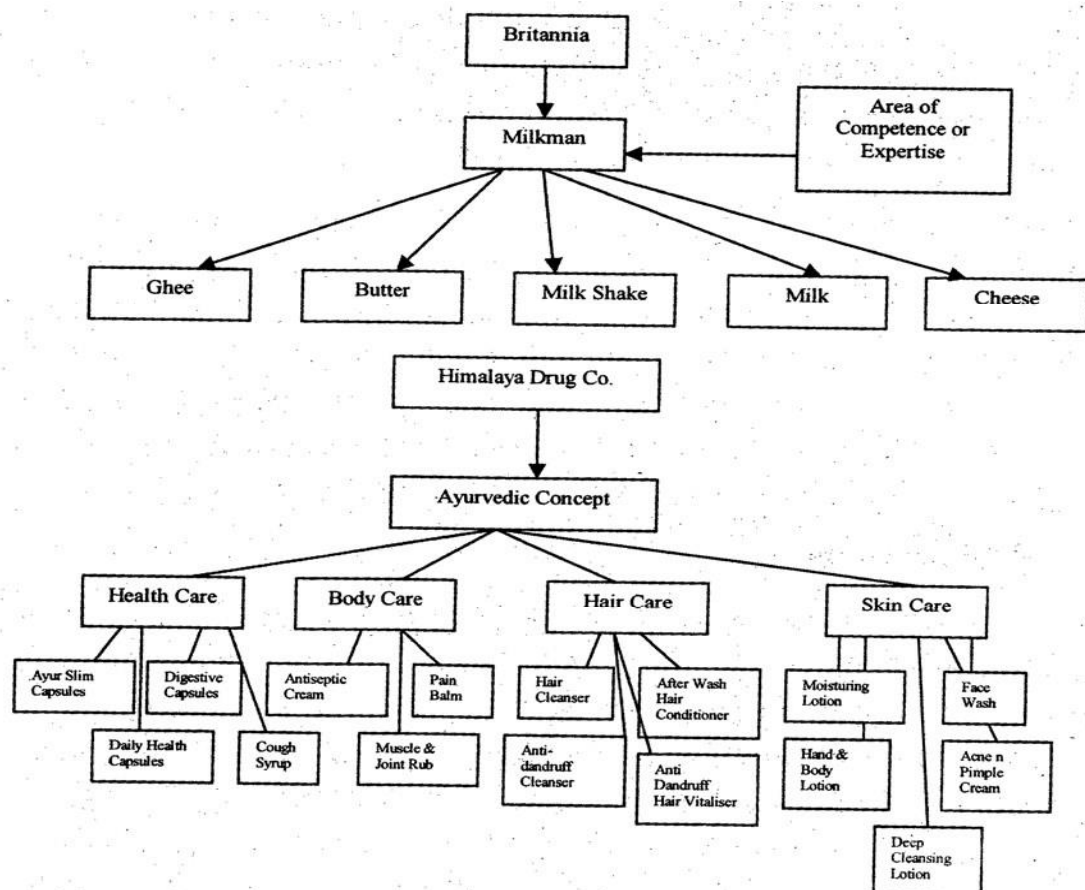 Britannia
Milkman
Area of
Competence or
Expertise
Ghee
Butter
Milk Shake
Milk
Cheese
Himalaya Drug Co.
Ayurvedic Concept
Health Care
Body Care
Hair Care
Skin Care
Ayur Slim
Capsules
Digestive
Capsules
Antiseptic
Cream
Pain
Balm
Hair
Cleanser
After Wash
Hair
Conditioner
Moisturing
Lotion
Face
Wash
Daily Health
Capsules
Cough
Syrup
Muscle &
Joint Rub
Anti-
dandruff
Cleanser
Anti
Dandruff
Hair Vitaliser
Hand &
Body
Lotion
Acne n
Pimple
Cream
Deep
Cleansing
Lotion